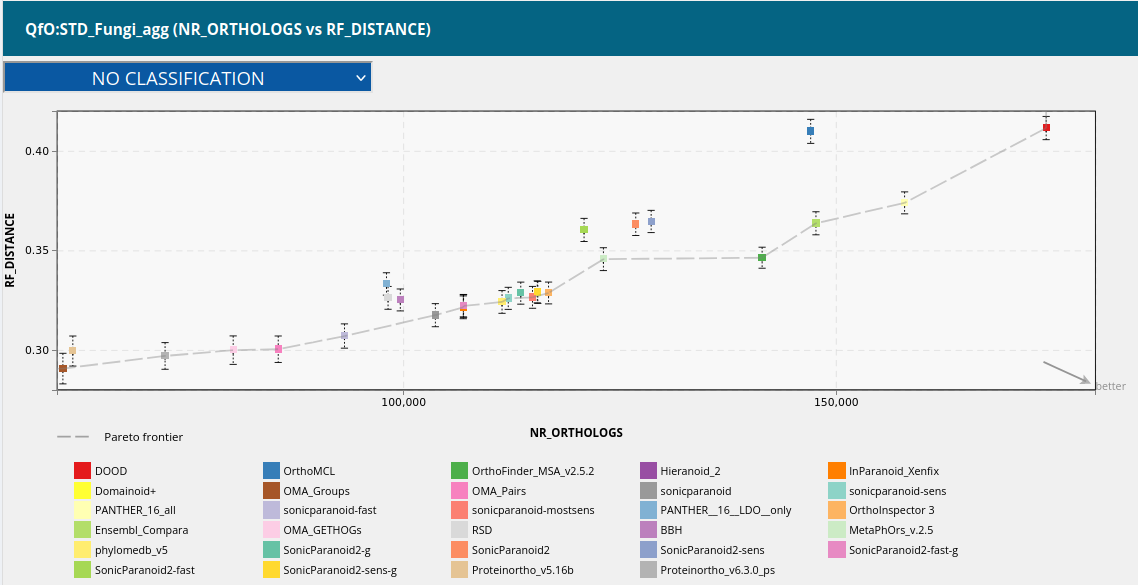 QfO:STD_Fungi_agg (NR_ORTHOLOGS vs RF_DISTANCE)
NO CLASSIFICATION
RF_DISTANCE
0.40
0.35
0.30
better
100,000
150,000
NR_ORTHOLOGS
Pareto frontier
DOOD OrthoMCL OrthoFinder_MSA_v2.5.2 Hieranoid_2 InParanoid_Xenfix
Domainoid+ OMA_Groups OMA_Pairs sonicparanoid sonicparanoid-sens
PANTHER_16_all sonicparanoid-fast sonicparanoid-mostsens PANTHER__16__LDO__only OrthoInspector 3
Ensembl_Compara OMA_GETHOGs RSD BBH MetaPhOrs_v.2.5
phylomedb_v5 SonicParanoid2-g SonicParanoid2 SonicParanoid2-sens SonicParanoid2-fast-g
SonicParanoid2-fast SonicParanoid2-sens-g Proteinortho_v5.16b Proteinortho_v6.3.0_ps